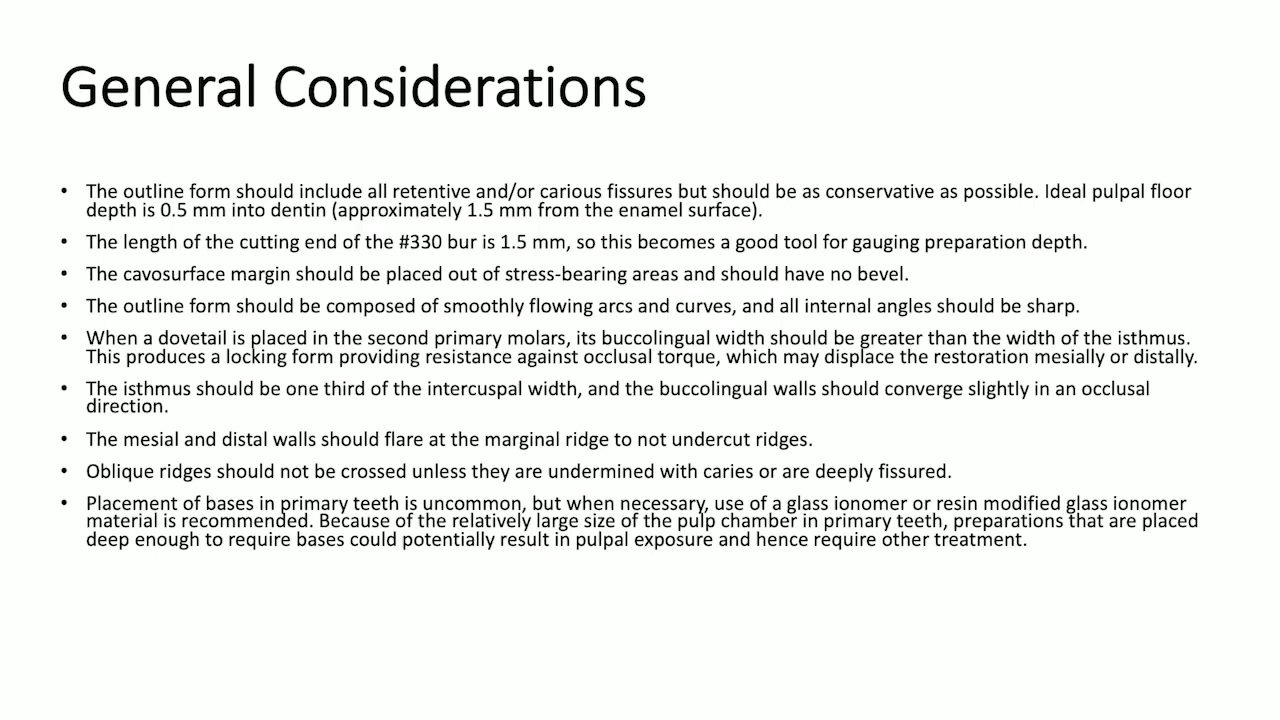 General Considerations
• The outline form should include all retentive and/or carious fissures but should be as conservative as possible. Ideal pulpal floor
depth is 0.5 mm into dentin (approximately 1.5 mm from the enamel surface).
• The length of the cutting end of the #330 bur is 1.5 mm, so this becomes a good tool for gauging preparation depth.
• The cavosurface margin should be placed out of stress-bearing areas and should have no bevel.
• The outline form should be composed of smoothly flowing arcs and curves, and all internal angles should be sharp.
• When a dovetail is placed in the second primary molars, its buccolingual width should be greater than the width of the isthmus.
This produces a locking form providing resistance against occlusal torque, which may displace the restoration mesially or distally.
• The isthmus should be one third of the intercuspal width, and the buccolingual walls should converge slightly in an occlusal
direction.
• The mesial and distal walls should flare at the marginal ridge to not undercut ridges.
• Oblique ridges should not be crossed unless they are undermined with caries or are deeply fissured.
• Placement of bases in primary teeth is uncommon, but when necessary, use of a glass ionomer or resin modified glass ionomer
material is recommended. Because of the relatively large size of the pulp chamber in primary teeth, preparations that are placed
deep enough to require bases could potentially result in pulpal exposure and hence require other treatment.